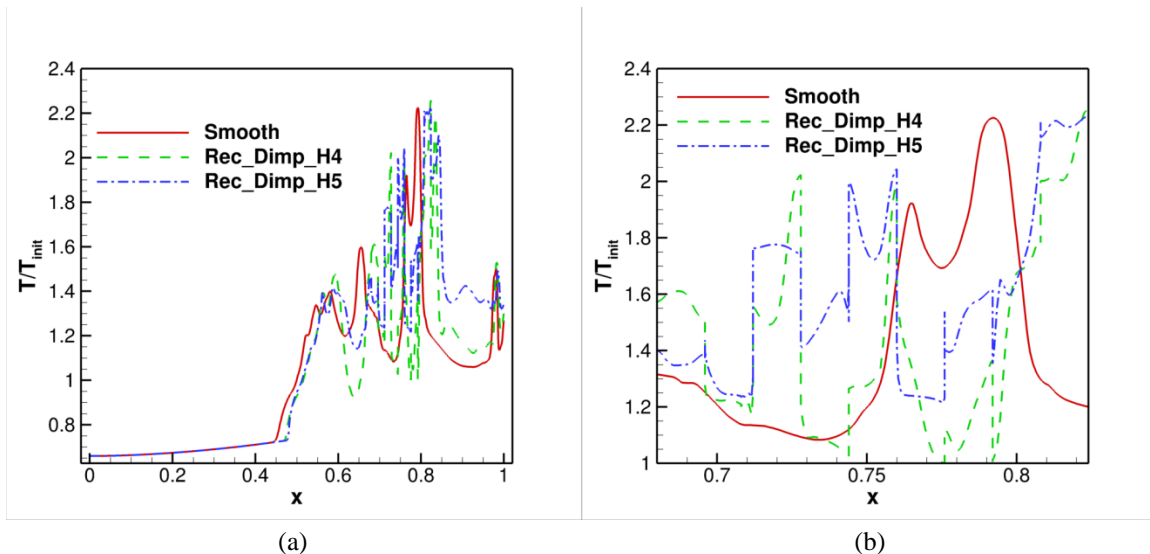 2.4
2.2
2
1.8
1.6
1.4
1.2
1
0.8
T/T_init
0 0.2 0.4 0.6 0.8 1
x
Smooth
Rec_Dimp_H4
Rec_Dimp_H5
(a)
2.4
2.2
2
1.8
1.6
1.4
1.2
1
T/T_init
0.7 0.75 0.8
x
Smooth
Rec_Dimp_H4
Rec_Dimp_H5
(b)